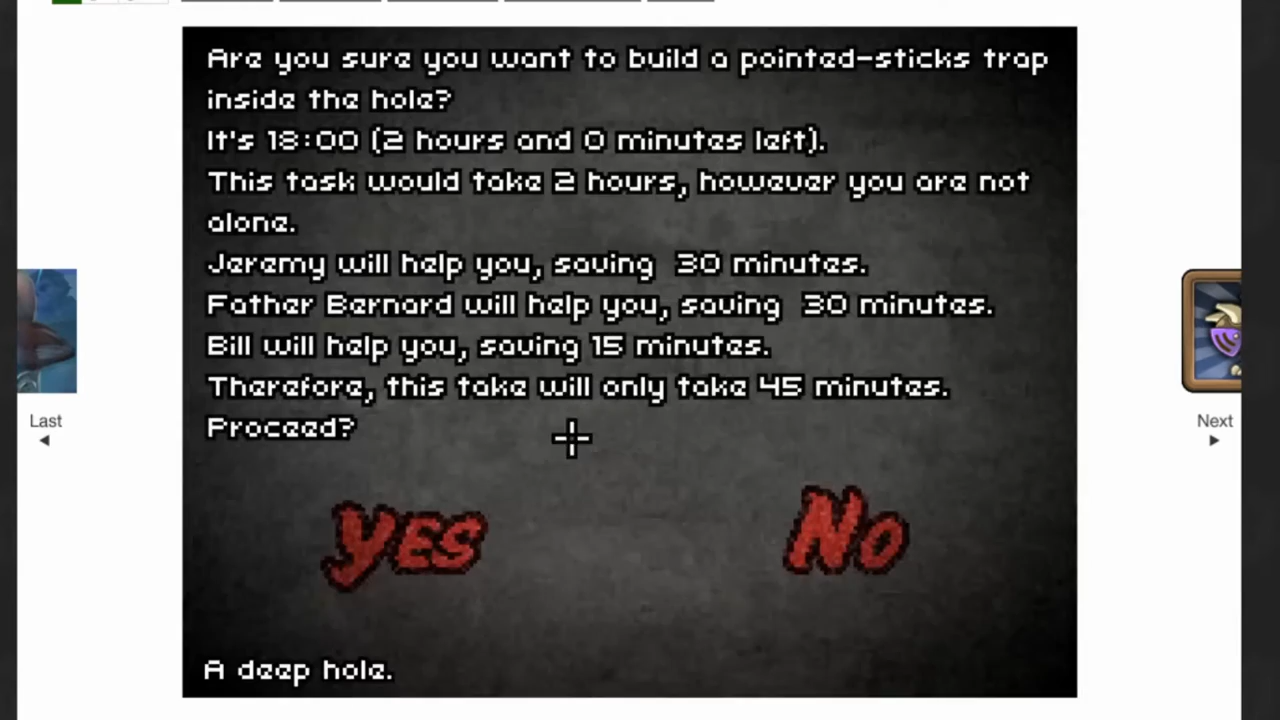 Are you sure you want to build a pointed-sticks trap
inside the hole?
It's 18:00 (2 hours and 0 minutes left).
This task would take 2 hours, however you are not
alone.
Jeremy will help you, saving  30 minutes.
Father Bernard will help you, saving  30 minutes.
Bill will help you, saving 15 minutes.
Therefore, this take will only take 45 minutes.
Proceed?
Last
Next
Yes
No
A deep hole.